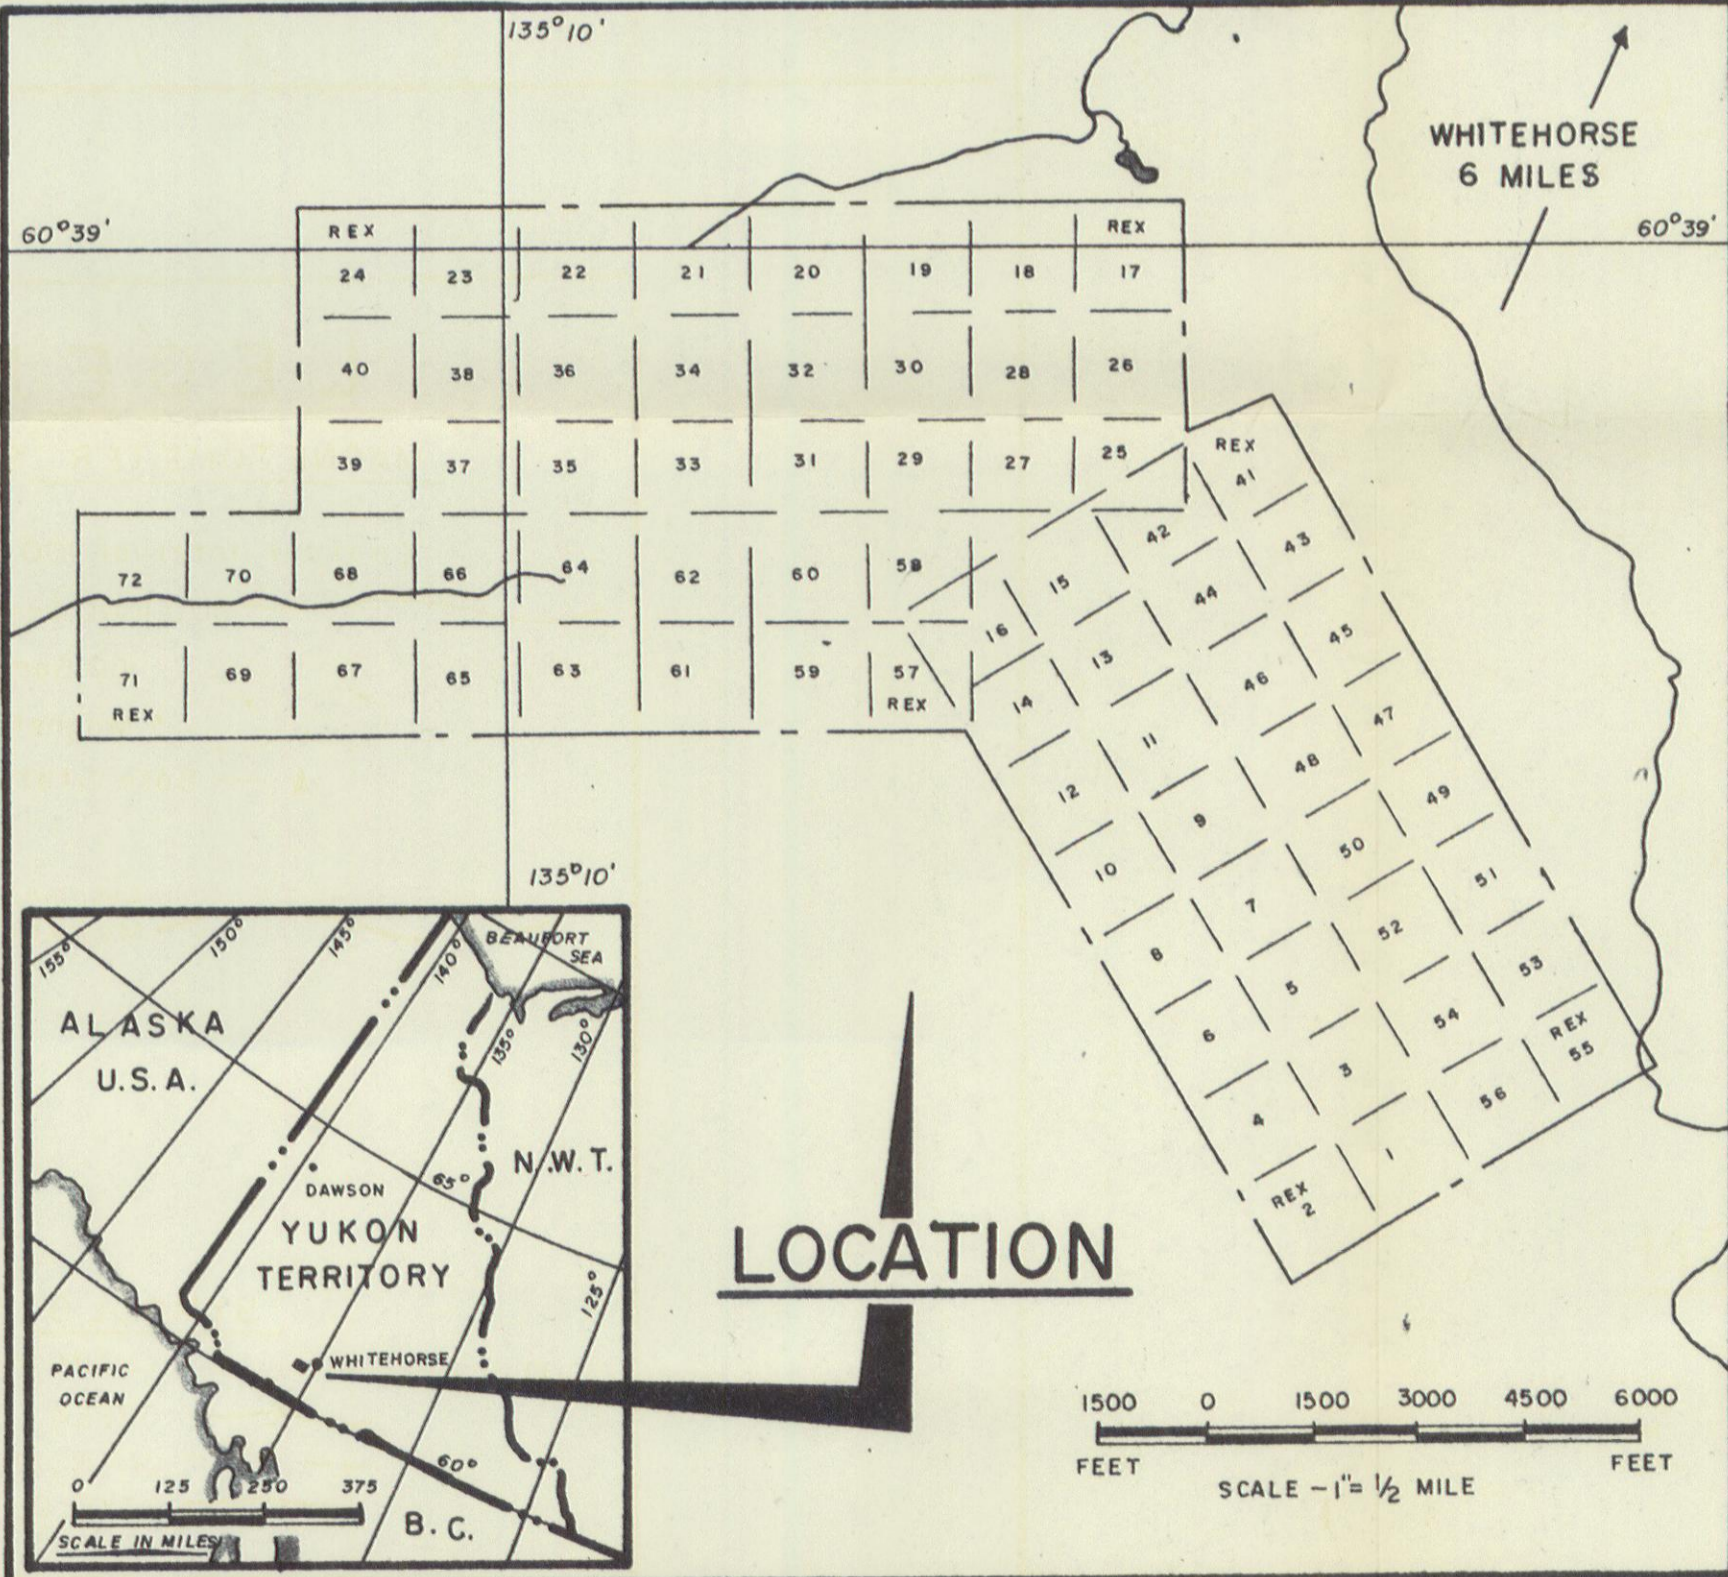 135°10'
WHITEHORSE
6 MILES
60°39'
60°39'
REX
REX
24 23 22 21 20 19 18 17
40 38 36 34 32 30 28 26
39 37 35 33 31 29 27 25
REX
41
42 43
72 70 68 66 64 62 60 58
15 44
16 13 45
71 69 67 65 63 61 59 57
REX
REX
14 46
11 47
12 48
9 49
10 50
7 51
8 52
5 53
6 54
REX
55
3 56
4 1
REX
2
135°10'
155° 150° 145° 140°
BEAUFORT
SEA
ALASKA
U.S.A.
135° 130°
N.W.T.
65°
DAWSON
YUKON
TERRITORY
125°
WHITEHORSE
PACIFIC
OCEAN
60°
0 125 250 375
SCALE IN MILES
B.C.
LOCATION
1500 0 1500 3000 4500 6000
FEET FEET
SCALE - 1" = 1/2 MILE